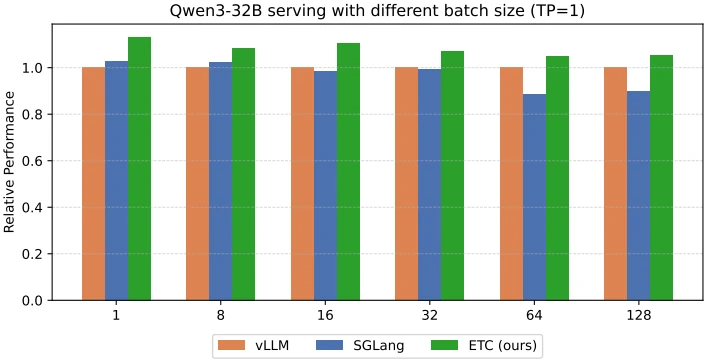 Qwen3-32B serving with different batch size (TP=1)
Relative Performance
1.0
0.8
0.6
0.4
0.2
0.0
1 8 16 32 64 128
vLLM SGLang ETC (ours)